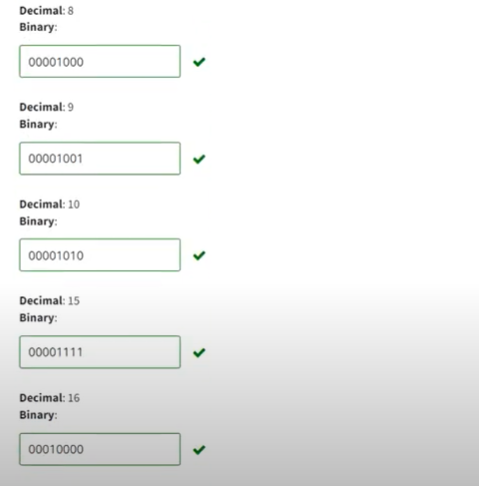 Decimal: 8
Binary:
00001000
Decimal: 9
Binary:
00001001
Decimal: 10
Binary:
00001010
Decimal: 15
Binary:
00001111
Decimal: 16
Binary:
00010000